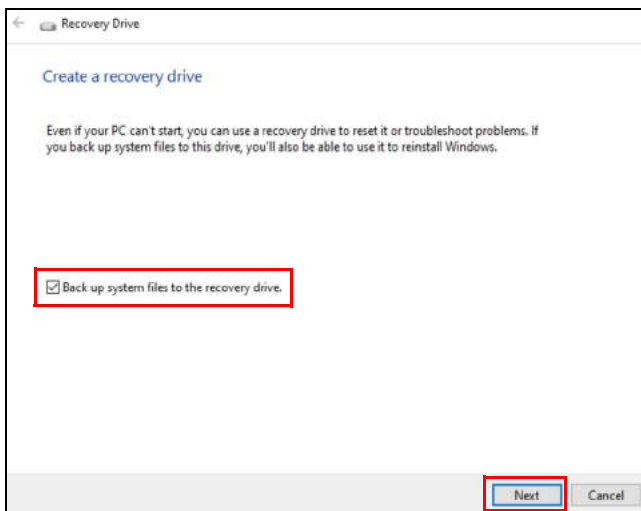 Recovery Drive
Create a recovery drive
Even if your PC can't start, you can use a recovery drive to reset it or troubleshoot problems. If
you back up system files to this drive, you'll also be able to use it to reinstall Windows.
Back up system files to the recovery drive.
Next Cancel